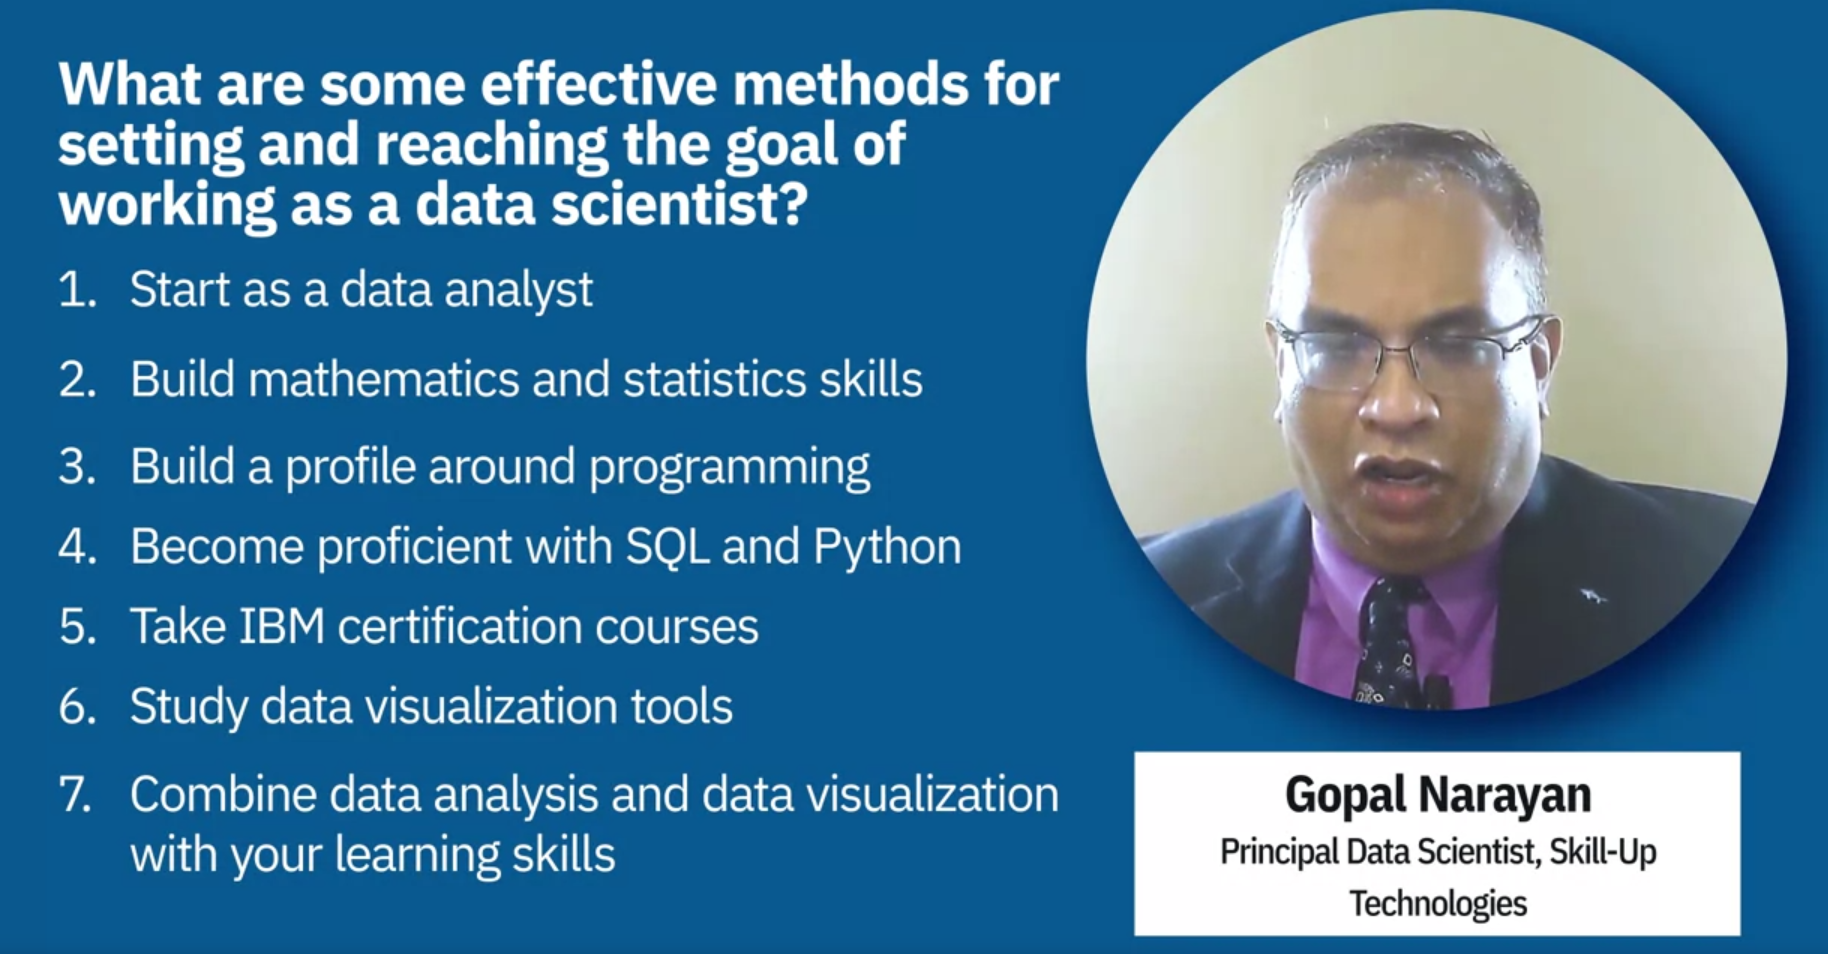 What are some effective methods for
setting and reaching the goal of
working as a data scientist?
1. Start as a data analyst
2. Build mathematics and statistics skills
3. Build a profile around programming
4. Become proficient with SQL and Python
5. Take IBM certification courses
6. Study data visualization tools
7. Combine data analysis and data visualization
with your learning skills
Gopal Narayan
Principal Data Scientist, Skill-Up
Technologies